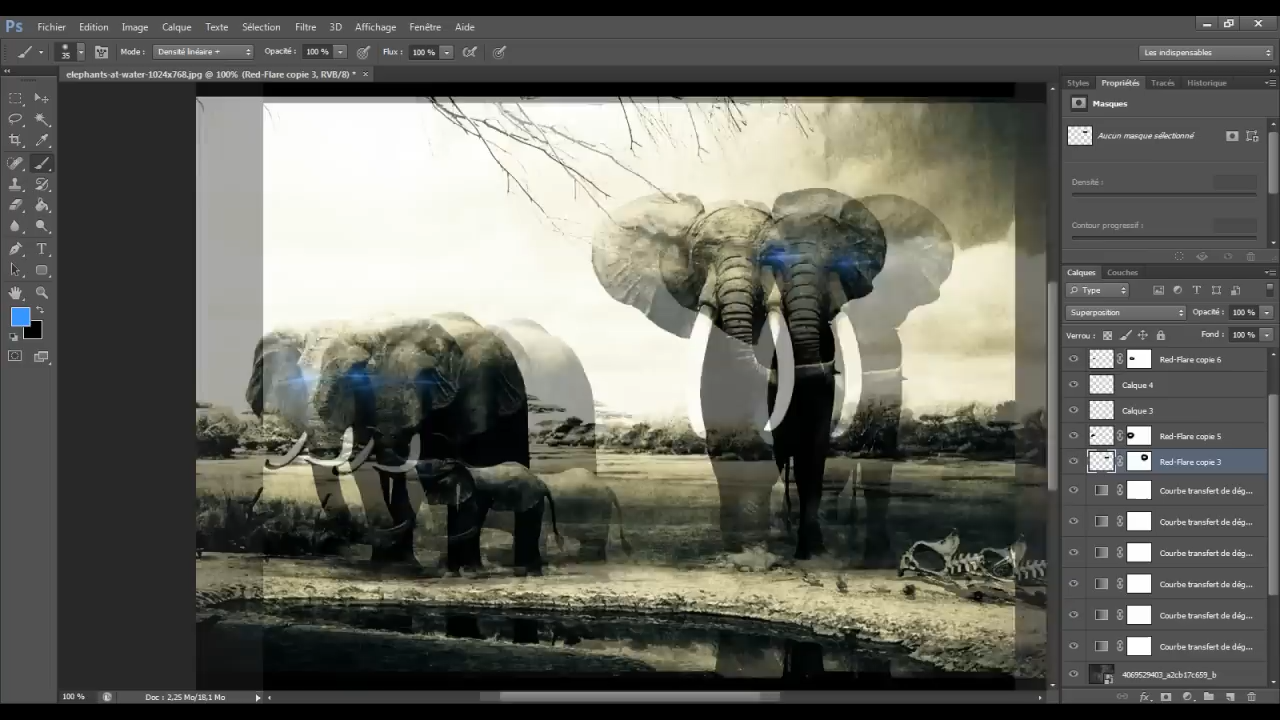 Ps Fichier Edition Image Calque Texte Sélection Filtre 3D Affichage Fenêtre Aide
35 Mode : Densité linéaire + Opacité : 100 % Flux : 100 % Les indispensables
elephants-at-water-1024x768.jpg @ 100% (Red-Flare copie 3, RVB/8) * ×
Styles Propriétés Tracés Historique
Masques
Aucun masque sélectionné
Densité :
Contour progressif :
Calques Couches
Type
Superposition Opacité : 100 %
Verrou : Fond : 100 %
Red-Flare copie 6
Calque 4
Calque 3
Red-Flare copie 5
Red-Flare copie 3
Courbe transfert de dég...
Courbe transfert de dég...
Courbe transfert de dég...
Courbe transfert de dég...
Courbe transfert de dég...
Courbe transfert de dég...
4069529403_a2cb17c659_b
100 % Doc : 2,25 Mo/18,1 Mo